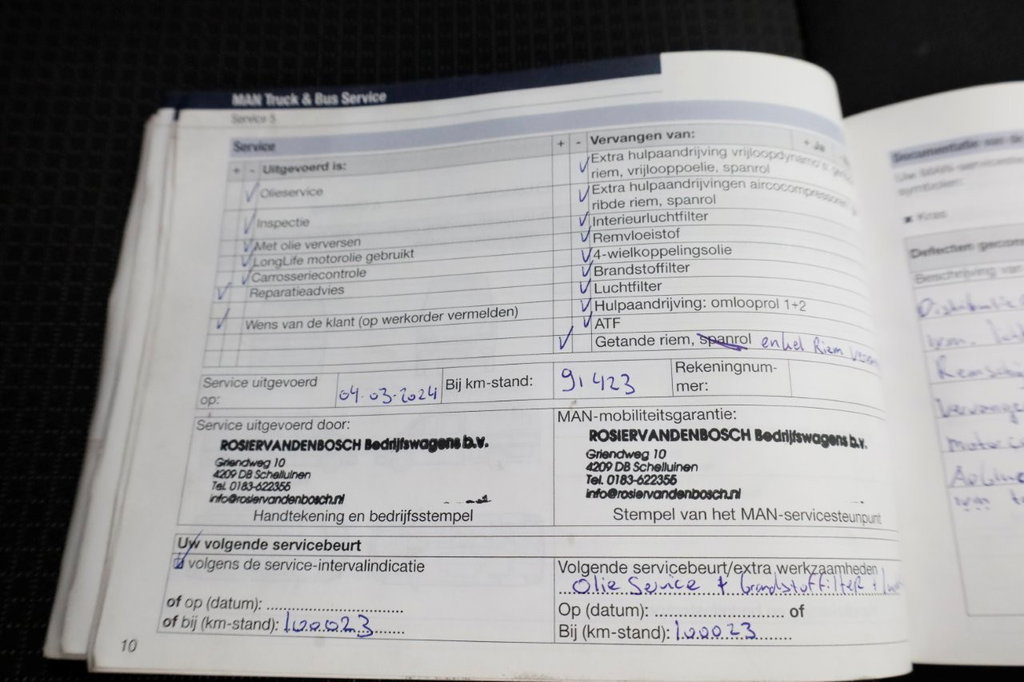 MAN Truck & Bus Service
Service 5
Service
+ - Uitgevoerd is:
Olieservice
Inspectie
Met olie verversen
LongLife motorolie gebruikt
Carrosseriecontrole
Reparatieadvies
Wens van de klant (op werkorder vermelden)
+ - Vervangen van: + Ja
Extra hulpaandrijving vrijloopdynamo
riem, vrijlooppoelie, spanrol
Extra hulpaandrijvingen aircocompressor
ribde riem, spanrol
Interieurluchtfilter
Remvloeistof
4-wielkoppelingsolie
Brandstoffilter
Luchtfilter
Hulpaandrijving: omlooprol 1+2
ATF
Getande riem, spanrol enkel Riem
Service uitgevoerd
op:
04-03-2024
Bij km-stand:
91423
Rekeningnum-
mer:
Service uitgevoerd door:
ROSIERVANDENBOSCH Bedrijfswagens b.v.
Griendweg 10
4209 DB Schelluinen
Tel. 0183-622355
info@rosiervandenbosch.nl
Handtekening en bedrijfsstempel
MAN-mobiliteitsgarantie:
ROSIERVANDENBOSCH Bedrijfswagens b.v.
Griendweg 10
4209 DB Schelluinen
Tel. 0183-622355
info@rosiervandenbosch.nl
Stempel van het MAN-servicesteunpunt
Uw volgende servicebeurt
volgens de service-intervalindicatie
of op (datum): ..............................
of bij (km-stand): 100023
Volgende servicebeurt/extra werkzaamheden
Olie Service + brandstoffilter +
Op (datum): ............................. of
Bij (km-stand): 100023
10